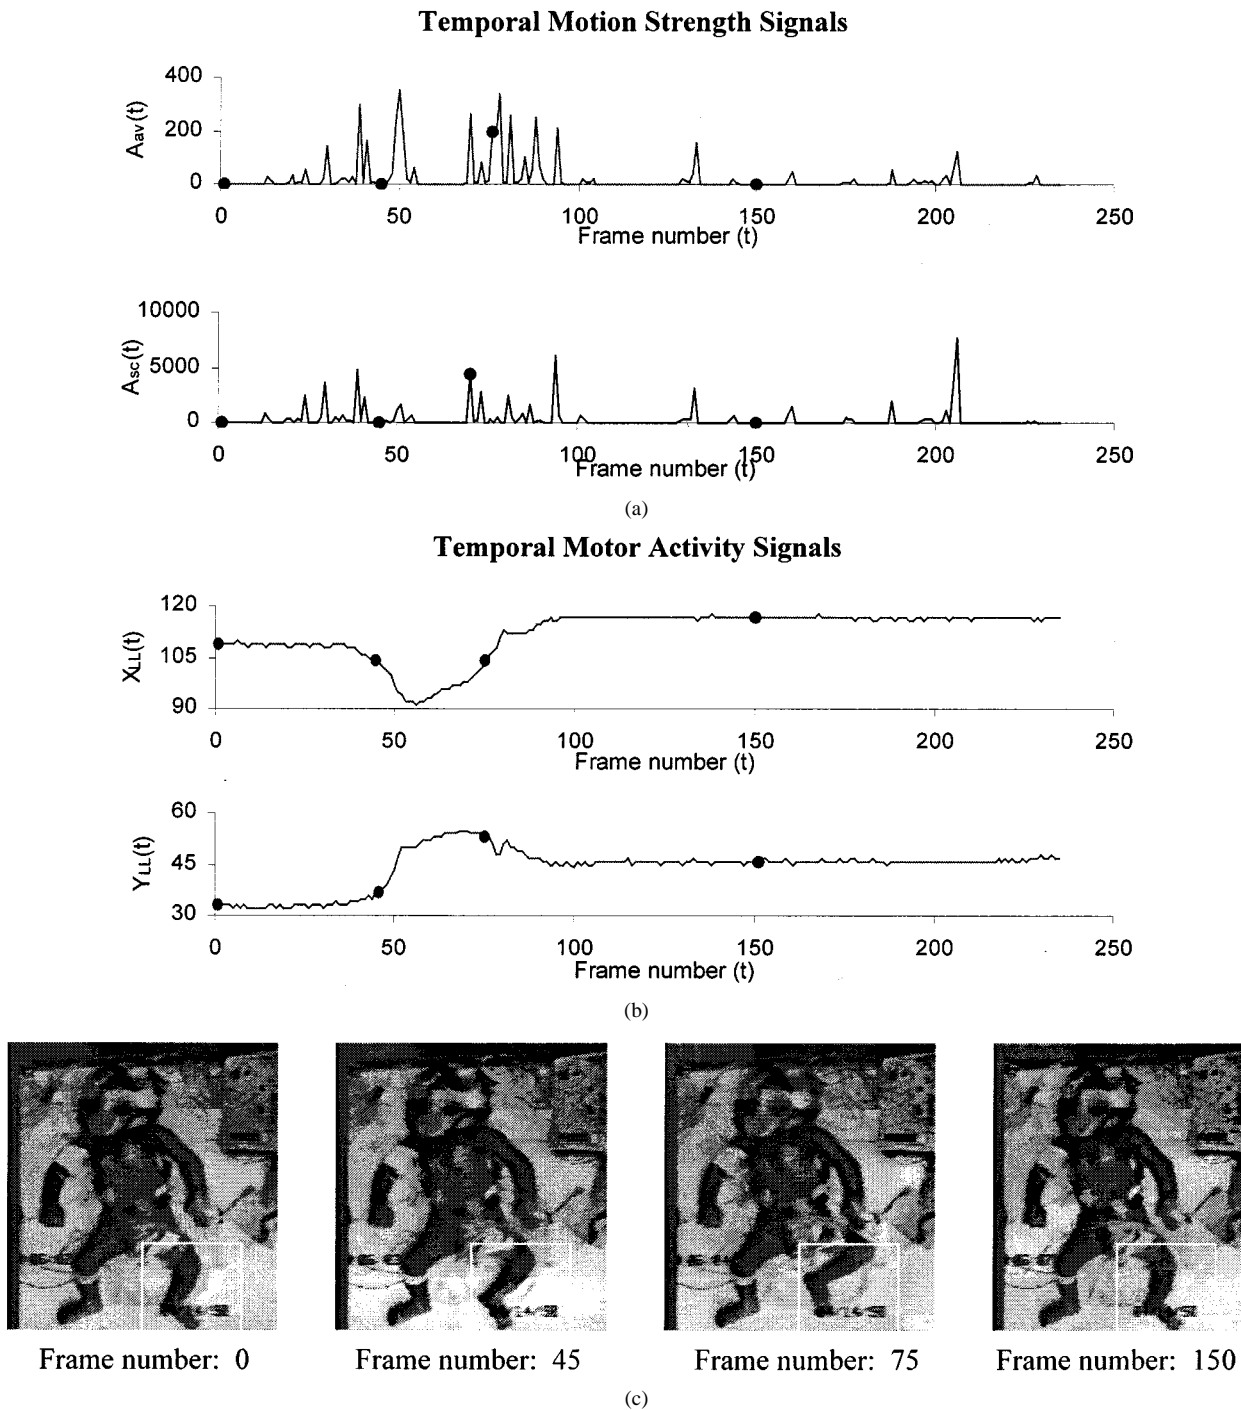 Temporal Motion Strength Signals
Aav(t)
400
200
0
0 50 100 150 200 250
Frame number (t)
Asc(t)
10000
5000
0
0 50 100 150 200 250
Frame number (t)
(a)
Temporal Motor Activity Signals
XLL(t)
120
105
90
0 50 100 150 200 250
Frame number (t)
YLL(t)
60
45
30
0 50 100 150 200 250
Frame number (t)
(b)
Frame number: 0 Frame number: 45 Frame number: 75 Frame number: 150
(c)